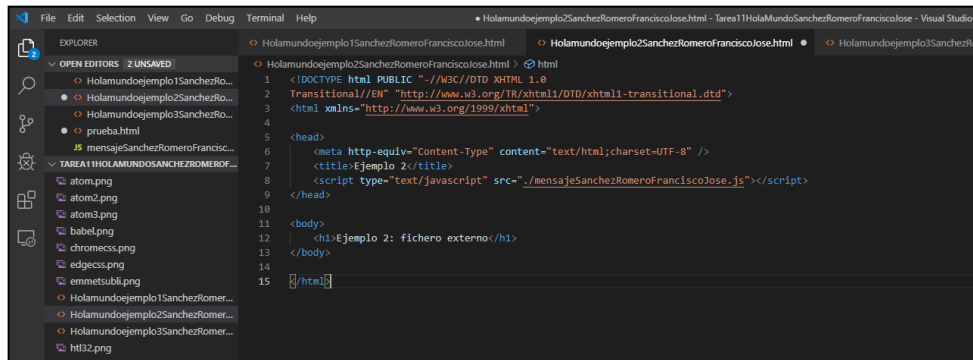 File Edit Selection View Go Debug Terminal Help
● Holamundoejemplo2SanchezRomeroFranciscoJose.html - Tarea11HolaMundoSanchezRomeroFranciscoJose - Visual Studio
EXPLORER
OPEN EDITORS 2 UNSAVED
Holamundoejemplo1SanchezRo...
● Holamundoejemplo2SanchezRo...
Holamundoejemplo3SanchezRo...
● prueba.html
JS mensajeSanchezRomeroFrancisc...
TAREA11HOLAMUNDOSANCHEZROMEROF...
atom.png
atom2.png
atom3.png
babel.png
chromecss.png
edgecss.png
emmetsubli.png
Holamundoejemplo1SanchezRomer...
Holamundoejemplo2SanchezRomer...
Holamundoejemplo3SanchezRomer...
htl32.png
2
Holamundoejemplo1SanchezRomeroFranciscoJose.html
Holamundoejemplo2SanchezRomeroFranciscoJose.html ●
Holamundoejemplo3SanchezR
Holamundoejemplo2SanchezRomeroFranciscoJose.html > html
1 <!DOCTYPE html PUBLIC "-//W3C//DTD XHTML 1.0
2 Transitional//EN" "http://www.w3.org/TR/xhtml1/DTD/xhtml1-transitional.dtd">
3 <html xmlns="http://www.w3.org/1999/xhtml">
4
5 <head>
6 <meta http-equiv="Content-Type" content="text/html;charset=UTF-8" />
7 <title>Ejemplo 2</title>
8 <script type="text/javascript" src="./mensajeSanchezRomeroFranciscoJose.js"></script>
9 </head>
10
11 <body>
12 <h1>Ejemplo 2: fichero externo</h1>
13 </body>
14
15 </html>